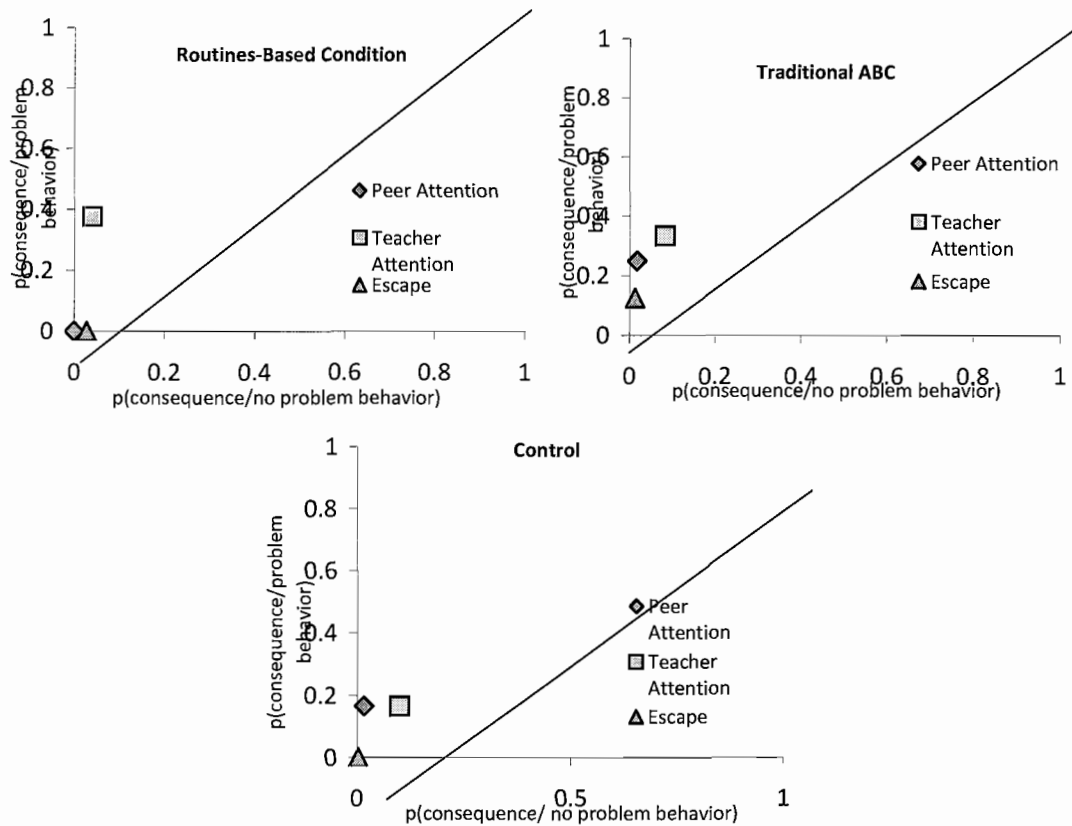 Routines-Based Condition
p(consequence/problem
behavior)
1
0.8
0.6
0.4
0.2
0
0
0.2
0.4
0.6
0.8
1
p(consequence/no problem behavior)
Peer Attention
Teacher
Attention
Escape
Traditional ABC
p(consequence/problem
behavior)
1
0.8
0.6
0.4
0.2
0
0
0.2
0.4
0.6
0.8
1
p(consequence/no problem behavior)
Peer Attention
Teacher
Attention
Escape
Control
p(consequence/problem
behavior)
1
0.8
0.6
0.4
0.2
0
0
0.5
1
p(consequence/ no problem behavior)
Peer
Attention
Teacher
Attention
Escape